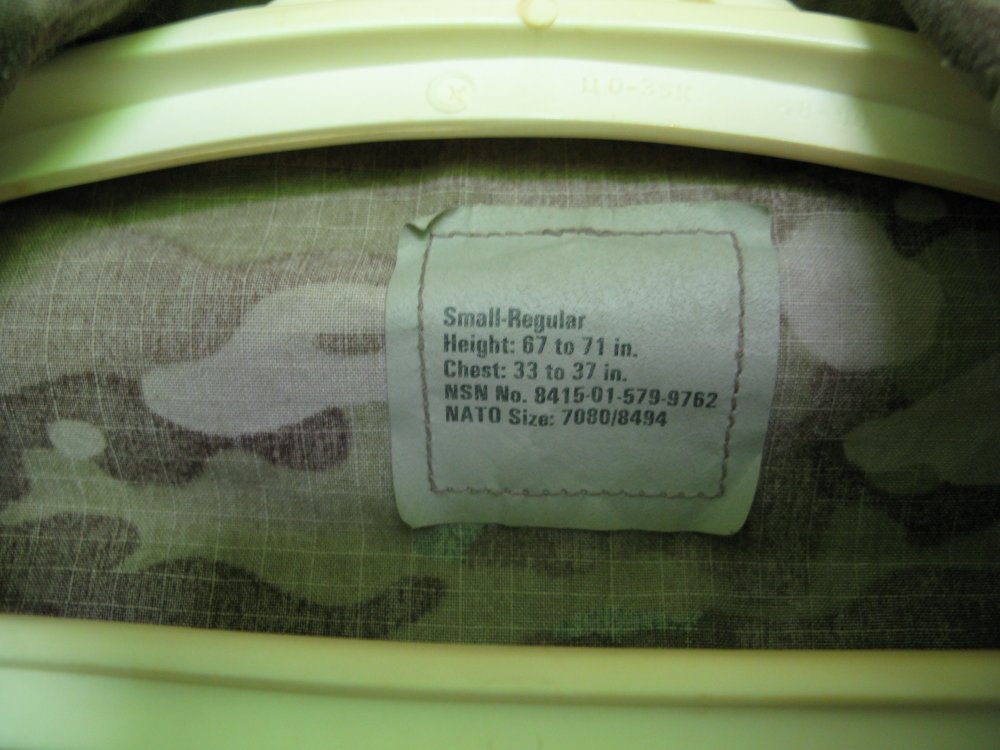 Small-Regular
Height: 67 to 71 in.
Chest: 33 to 37 in.
NSN No. 8415-01-579-9762
NATO Size: 7080/8494